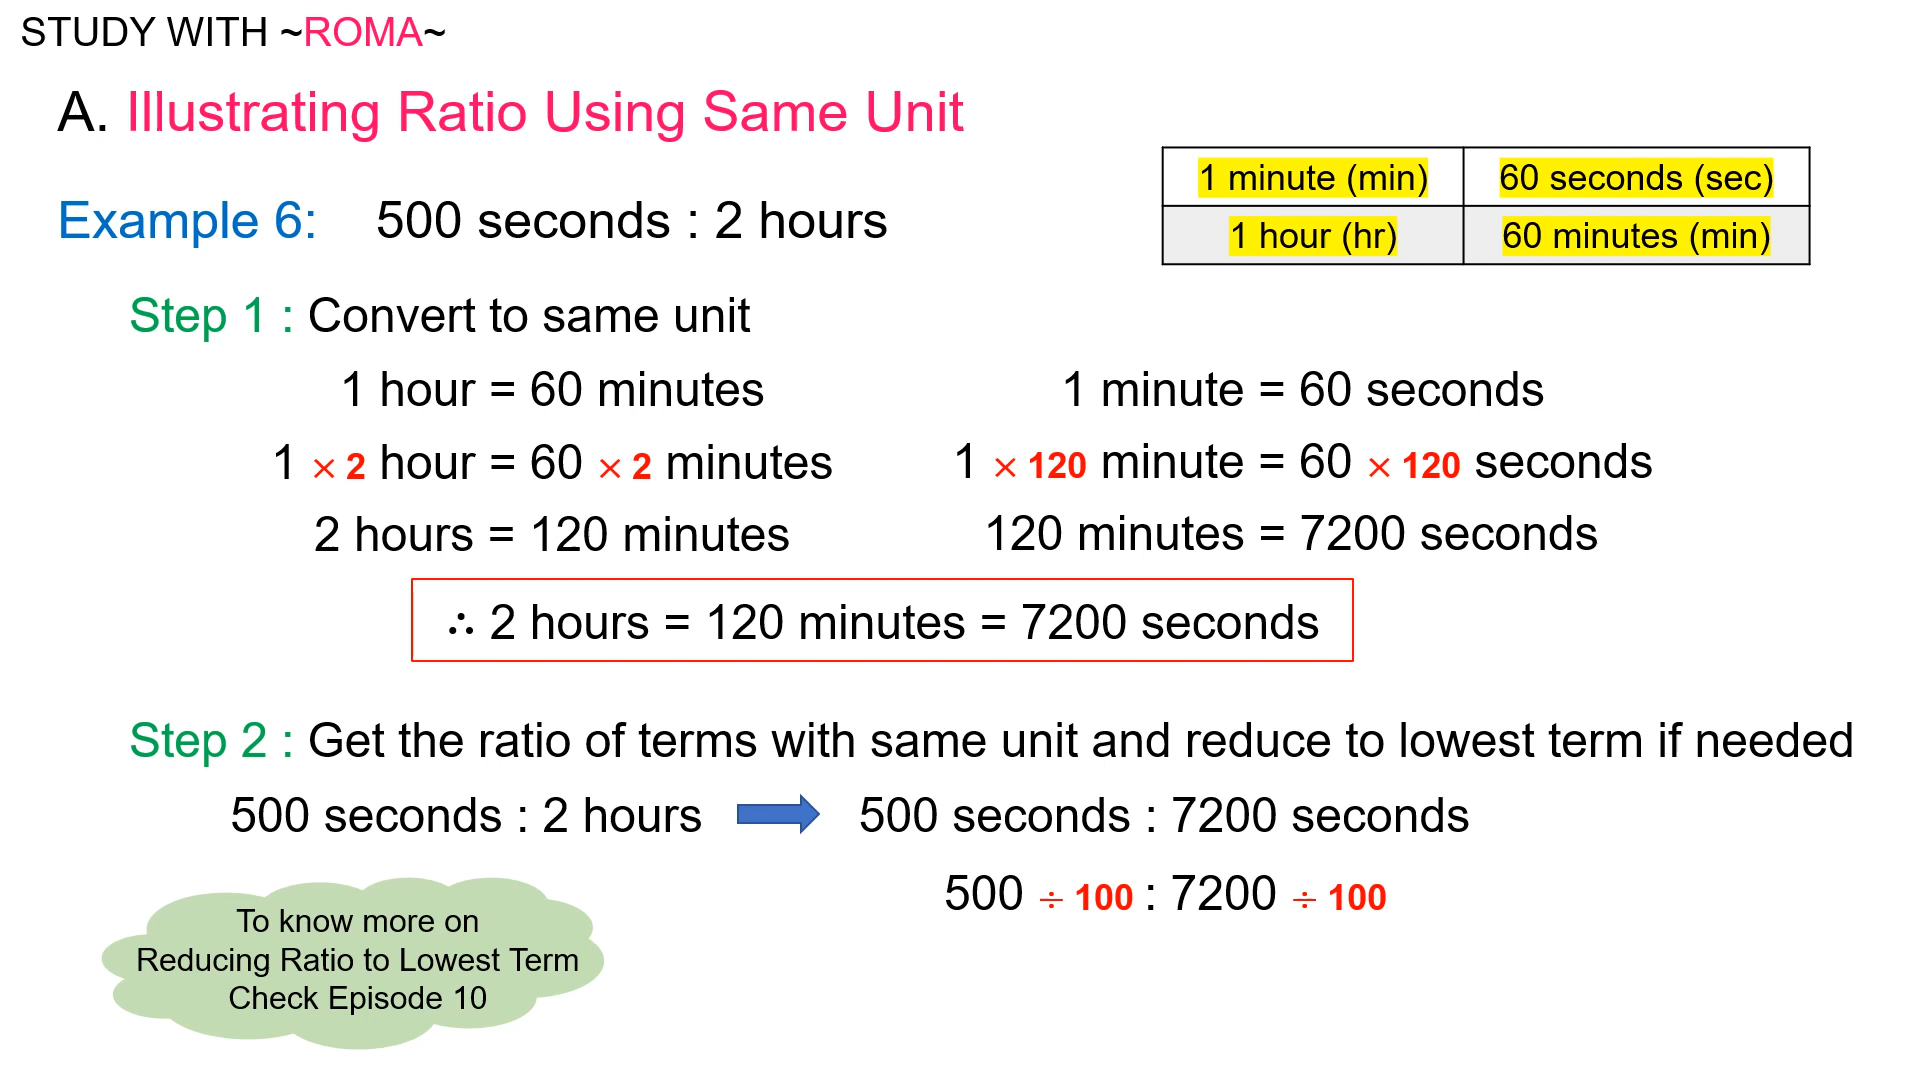 STUDY WITH ~ROMA~
A. Illustrating Ratio Using Same Unit
1 minute (min) 60 seconds (sec)
1 hour (hr) 60 minutes (min)
Example 6: 500 seconds : 2 hours
Step 1 : Convert to same unit
1 hour = 60 minutes
1 × 2 hour = 60 × 2 minutes
2 hours = 120 minutes
1 minute = 60 seconds
1 × 120 minute = 60 × 120 seconds
120 minutes = 7200 seconds
∴ 2 hours = 120 minutes = 7200 seconds
Step 2 : Get the ratio of terms with same unit and reduce to lowest term if needed
500 seconds : 2 hours 500 seconds : 7200 seconds
500 ÷ 100 : 7200 ÷ 100
To know more on
Reducing Ratio to Lowest Term
Check Episode 10